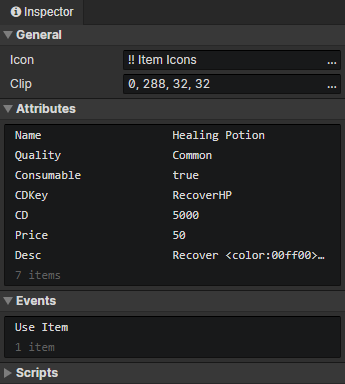 Inspector
General
Icon !! Item Icons ...
Clip 0, 288, 32, 32 ...
Attributes
Name Healing Potion
Quality Common
Consumable true
CDKey RecoverHP
CD 5000
Price 50
Desc Recover <color:00ff00>…
7 items
Events
Use Item
1 item
Scripts